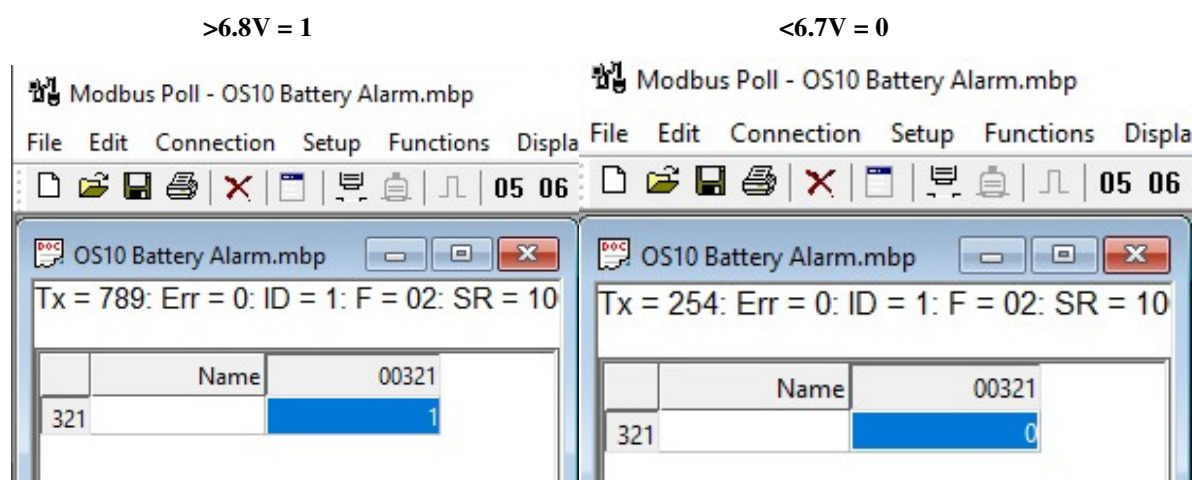 >6.8V = 1
<6.7V = 0
Modbus Poll - OS10 Battery Alarm.mbp
File Edit Connection Setup Functions Displa
05 06
OS10 Battery Alarm.mbp
Tx = 789: Err = 0: ID = 1: F = 02: SR = 10
Name 00321
321 1
Modbus Poll - OS10 Battery Alarm.mbp
File Edit Connection Setup Functions Displa
05 06
OS10 Battery Alarm.mbp
Tx = 254: Err = 0: ID = 1: F = 02: SR = 10
Name 00321
321 0